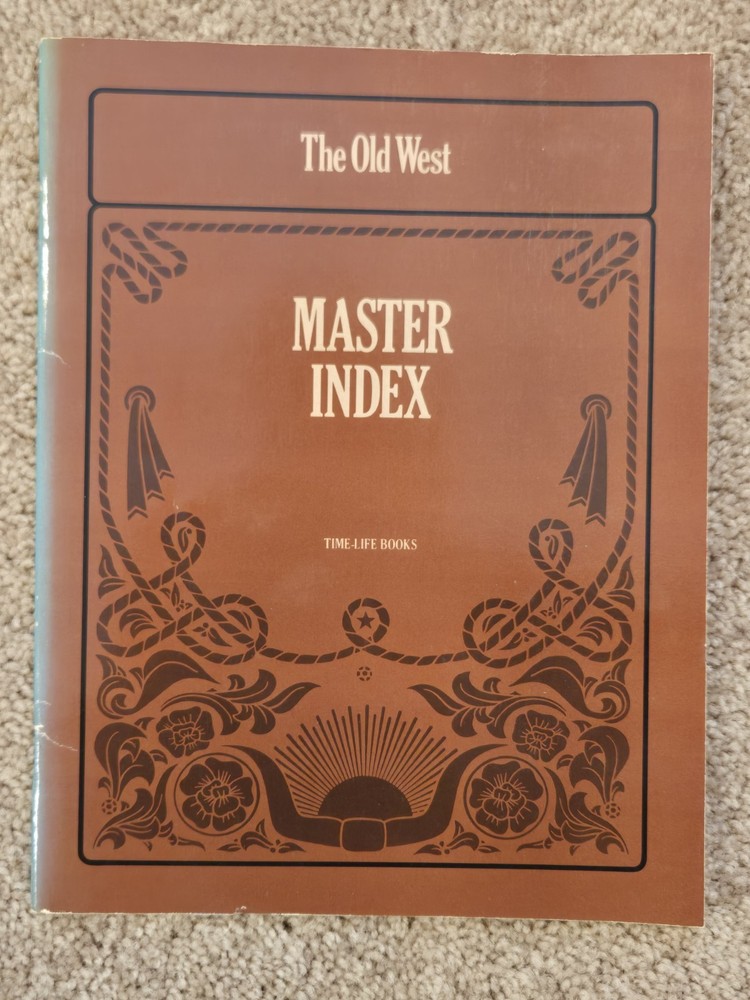 The Old West
MASTER
INDEX
TIME-LIFE BOOKS